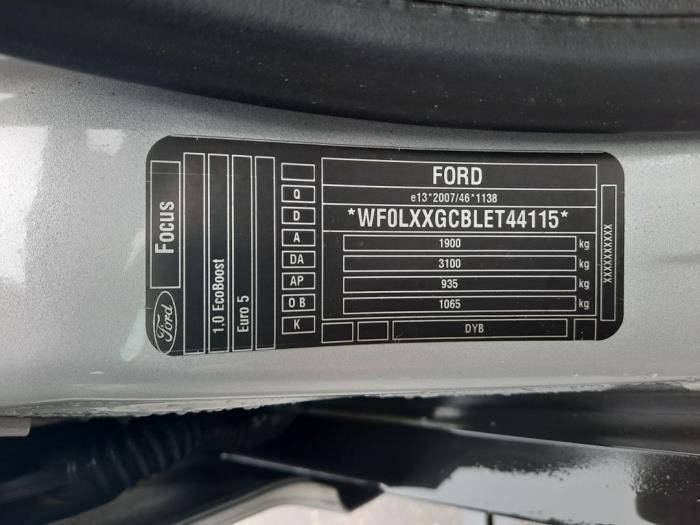 Focus
Ford
1,0 EcoBoost
Euro 5
Q
D
A
DA
AP
O B
K
FORD
e13*2007/46*1138
*WF0LXXGCBLET44115*
1900 kg
3100 kg
935 kg
1065 kg
DYB
XXXXXXXXXX